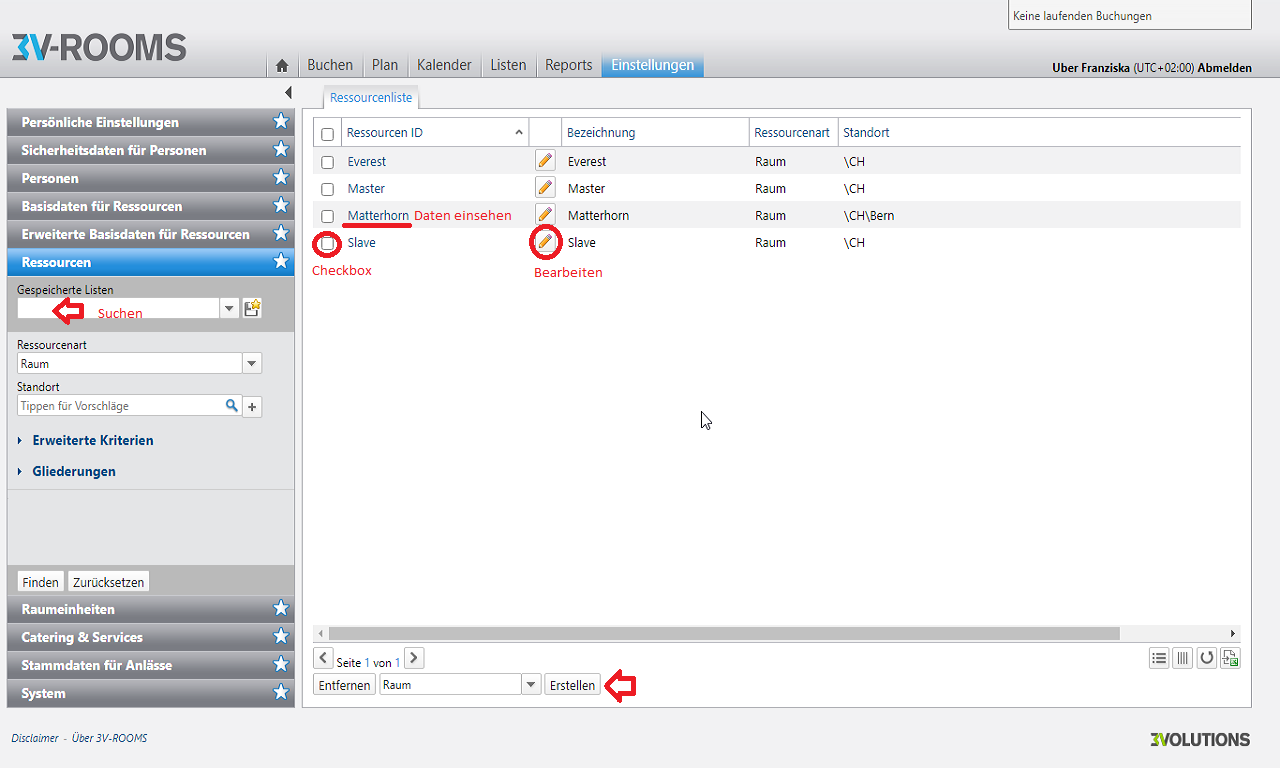 Keine laufenden Buchungen
3V-ROOMS
Buchen Plan Kalender Listen Reports Einstellungen
Uber Franziska (UTC+02:00) Abmelden
Persönliche Einstellungen
Sicherheitsdaten für Personen
Personen
Basisdaten für Ressourcen
Erweiterte Basisdaten für Ressourcen
Ressourcen
Gespeicherte Listen
Suchen
Ressourcenart
Raum
Standort
Tippen für Vorschläge
Erweiterte Kriterien
Gliederungen
Finden Zurücksetzen
Raumeinheiten
Catering & Services
Stammdaten für Anlässe
System
Ressourcenliste
Ressourcen ID Bezeichnung Ressourcenart Standort
Everest Everest Raum \CH
Master Master Raum \CH
Matterhorn Daten einsehen Matterhorn Raum \CH\Bern
Slave Slave Raum \CH
Checkbox Bearbeiten
Seite 1 von 1
Entfernen Raum Erstellen
Disclaimer - Über 3V-ROOMS
3VOLUTIONS